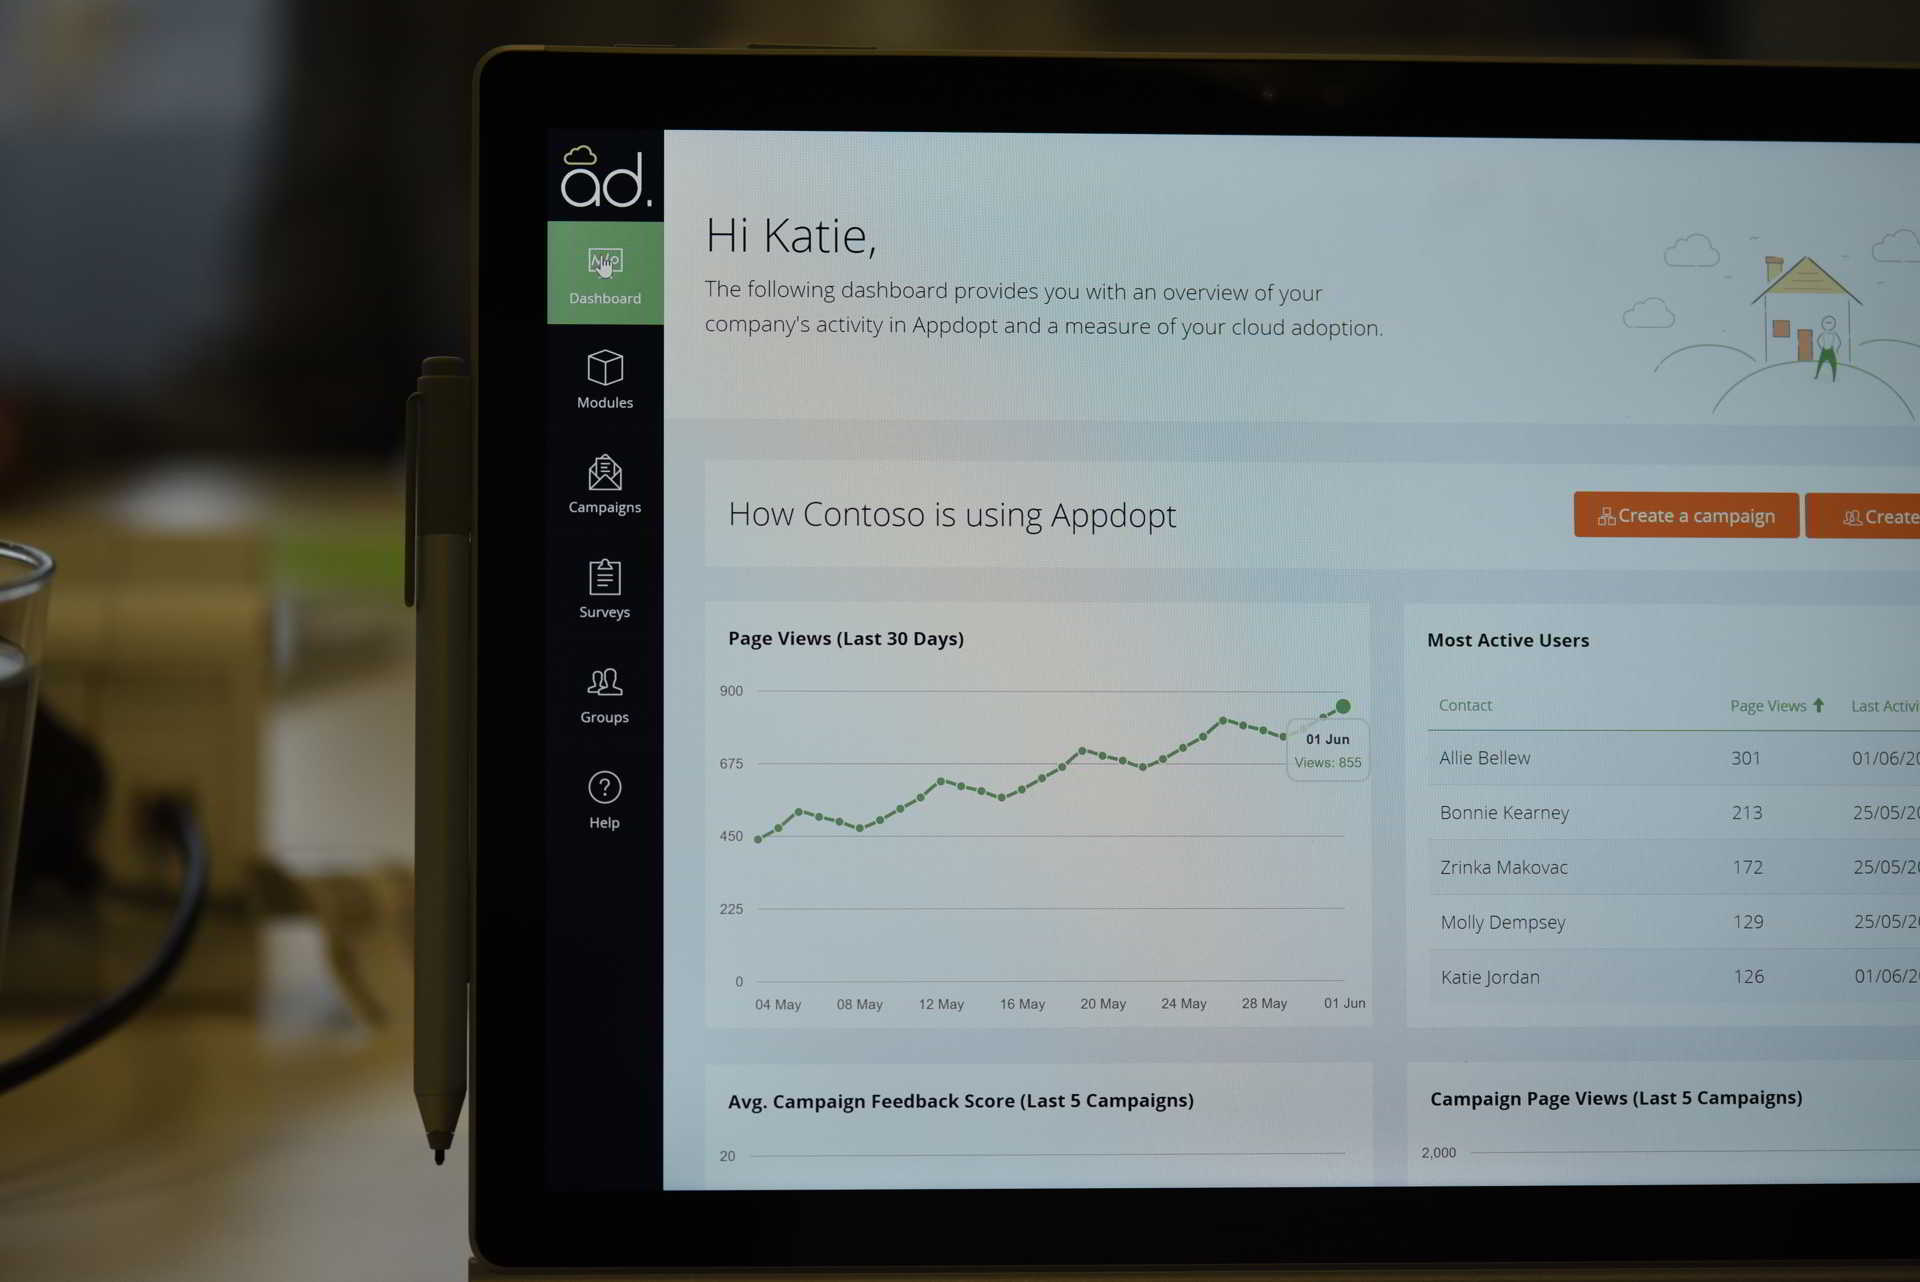 ad.
Dashboard
Modules
Campaigns
Surveys
Groups
Help
Hi Katie,
The following dashboard provides you with an overview of your
company's activity in Appdopt and a measure of your cloud adoption.
How Contoso is using Appdopt
Create a campaign
Create
Page Views (Last 30 Days)
900
675
450
225
0
04 May 08 May 12 May 16 May 20 May 24 May 28 May 01 Jun
01 Jun
Views: 855
Most Active Users
Contact Page Views Last Activi
Allie Bellew 301 01/06/20
Bonnie Kearney 213 25/05/20
Zrinka Makovac 172 25/05/20
Molly Dempsey 129 25/05/20
Katie Jordan 126 01/06/20
Avg. Campaign Feedback Score (Last 5 Campaigns)
20
Campaign Page Views (Last 5 Campaigns)
2,000